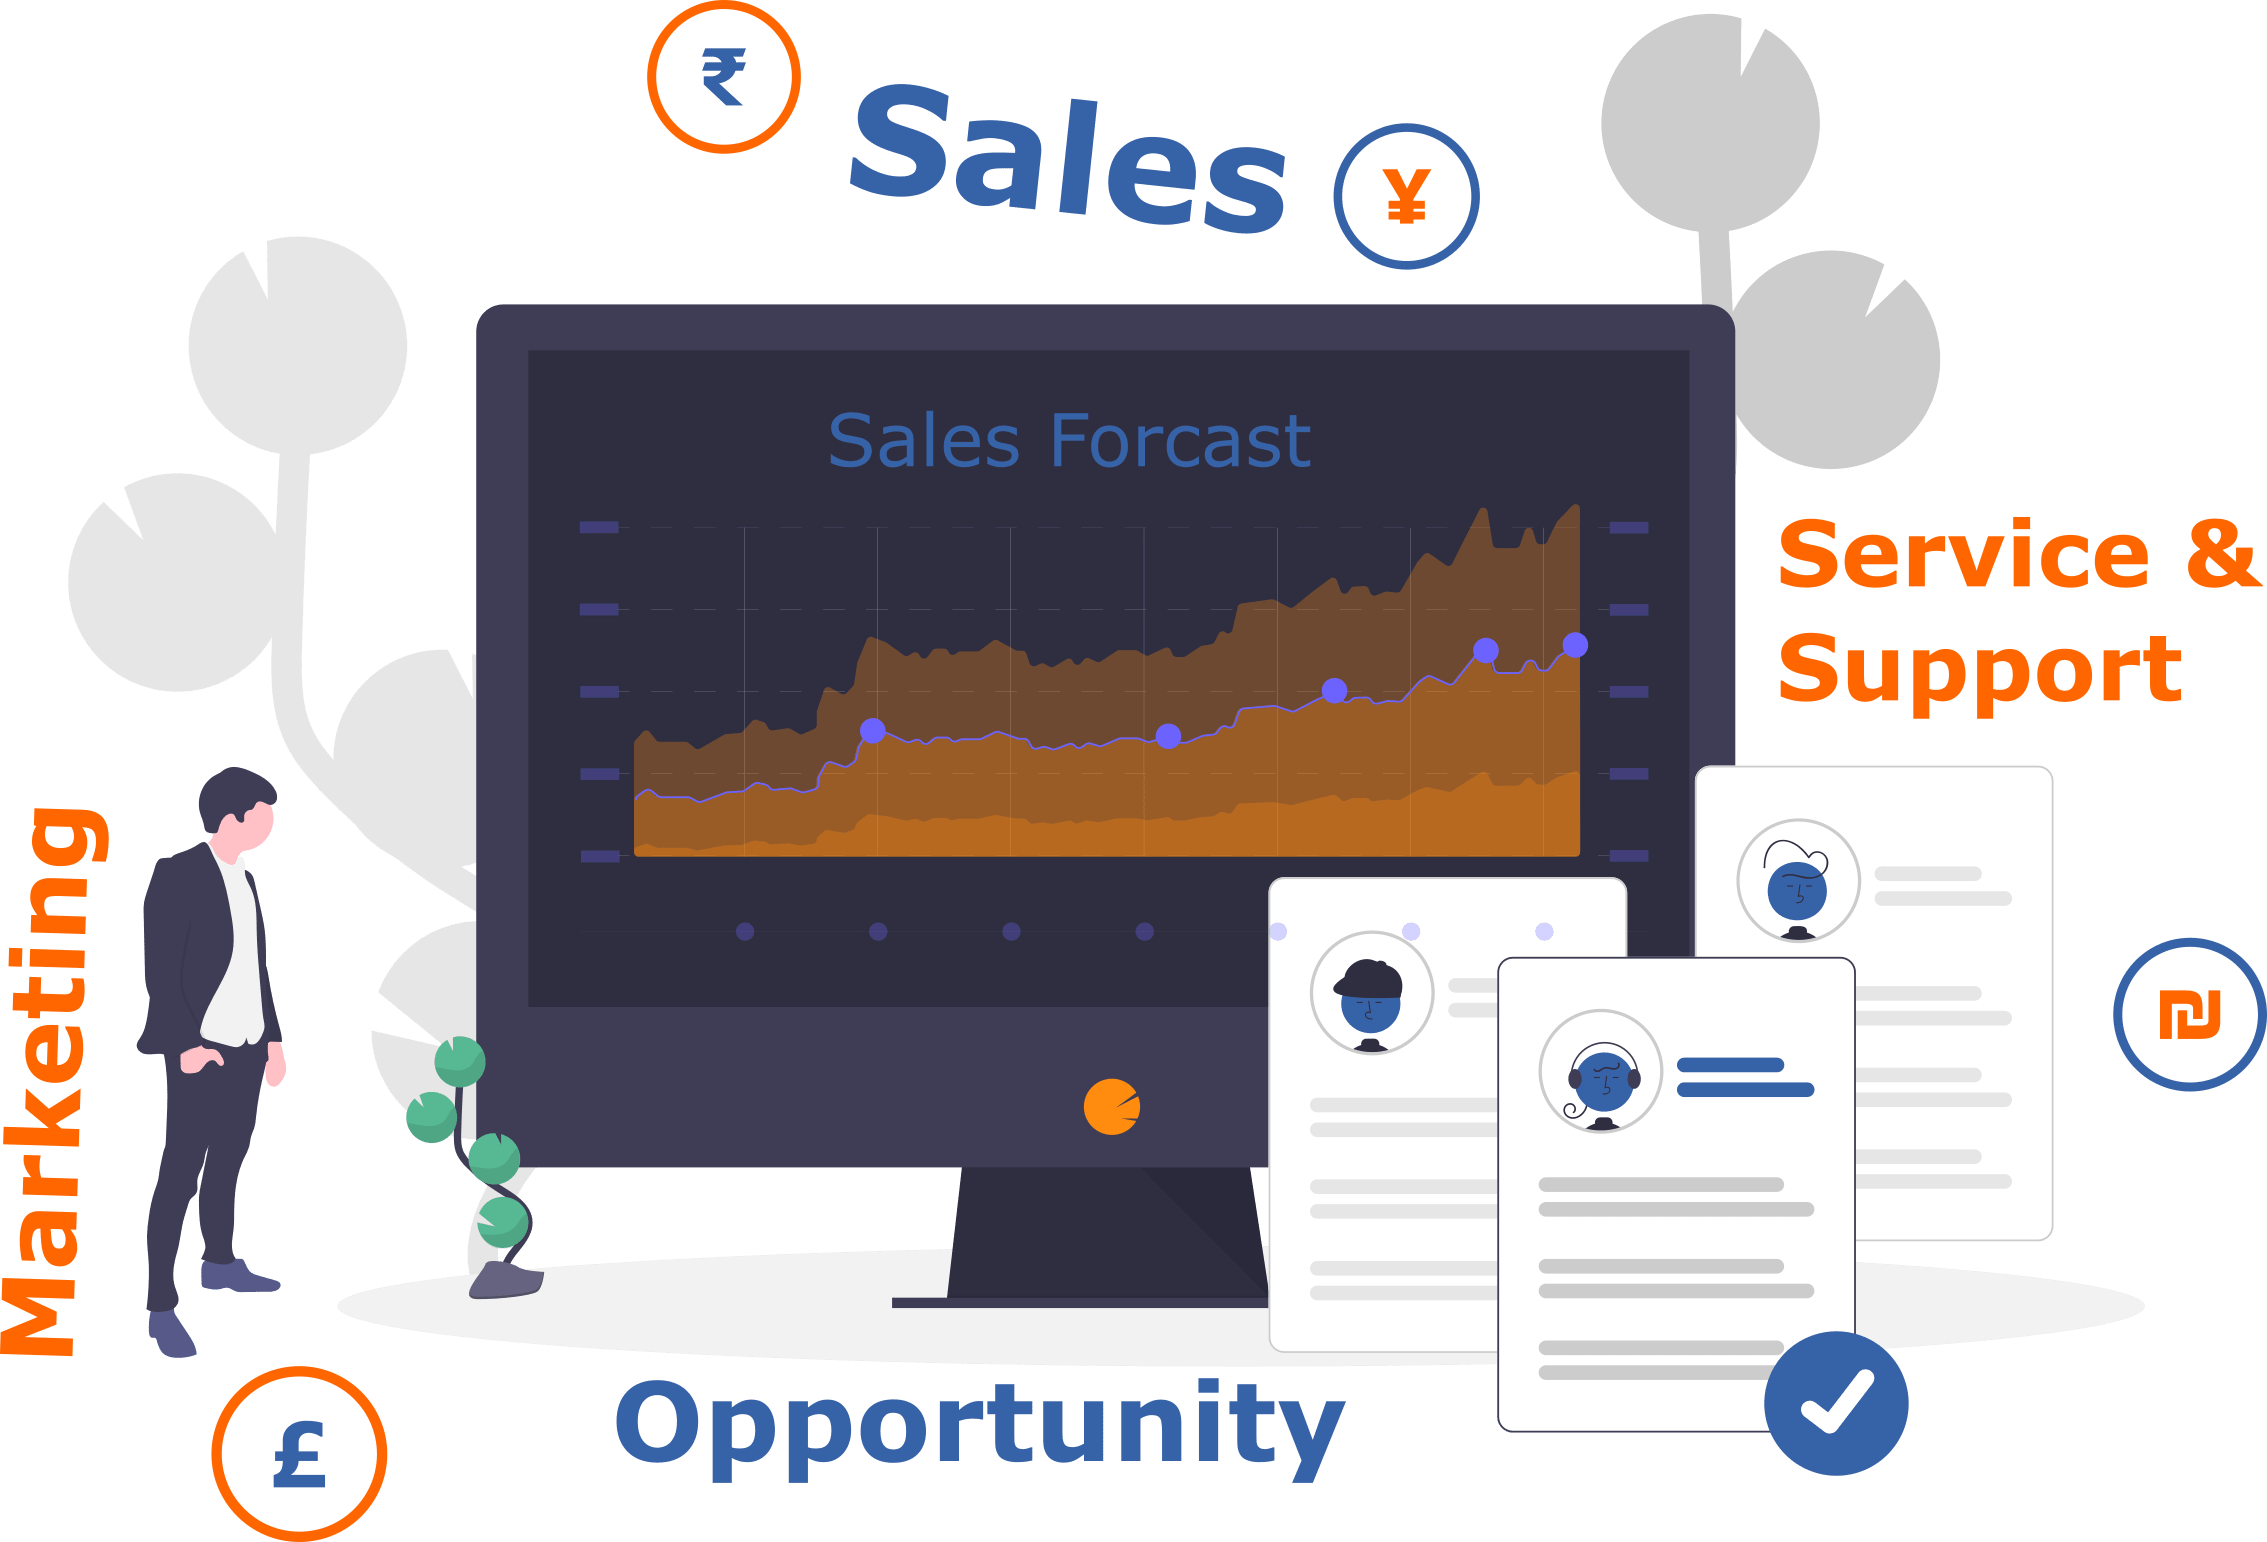 ₹
Sales
¥
Sales Forcast
Service &
Support
Marketing
₪
Opportunity
£